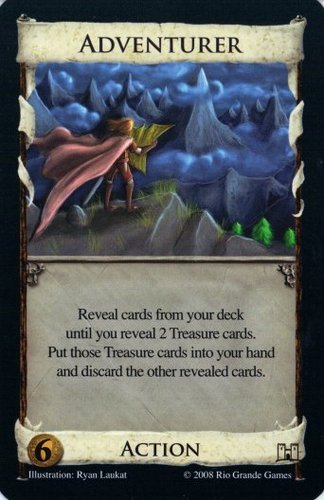 ADVENTURER
Reveal cards from your deck
until you reveal 2 Treasure cards.
Put those Treasure cards into your hand
and discard the other revealed cards.
6
ACTION
Illustration: Ryan Laukat © 2008 Rio Grande Games